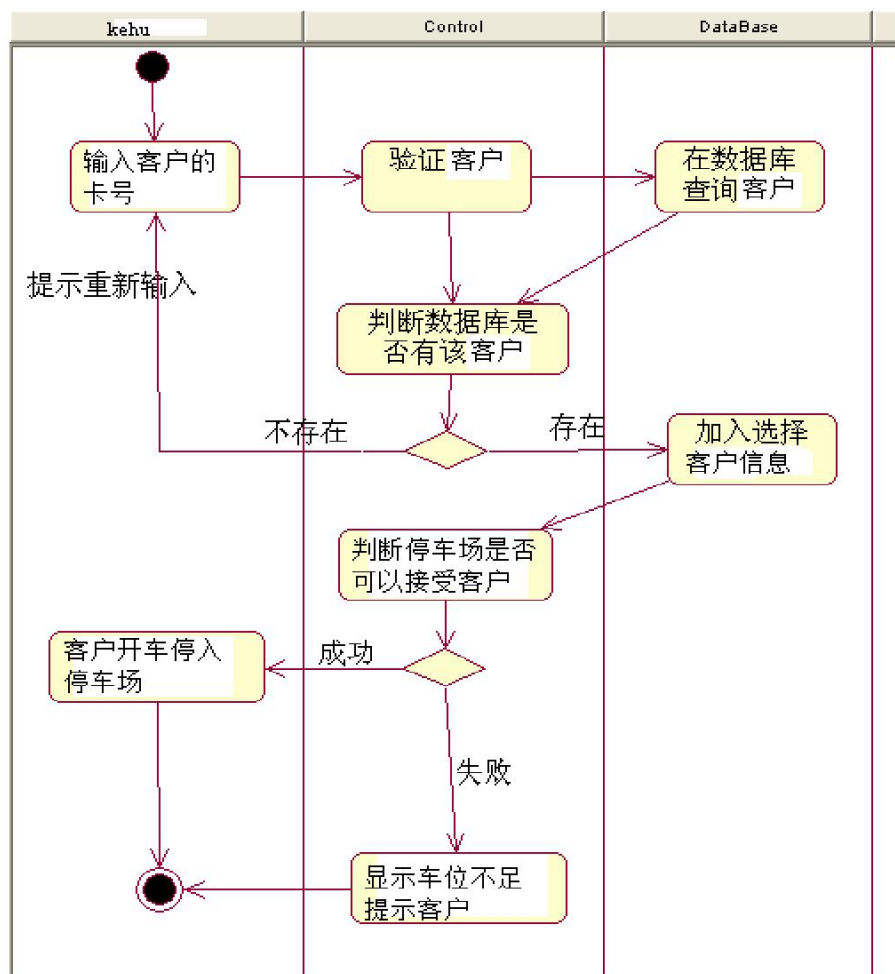 kehu
Control
DataBase
输入客户的
卡号
验证客户
在数据库
查询客户
提示重新输入
判断数据库是
否有该客户
不存在
存在
加入选择
客户信息
判断停车场是否
可以接受客户
客户开车停入
停车场
成功
失败
显示车位不足
提示客户